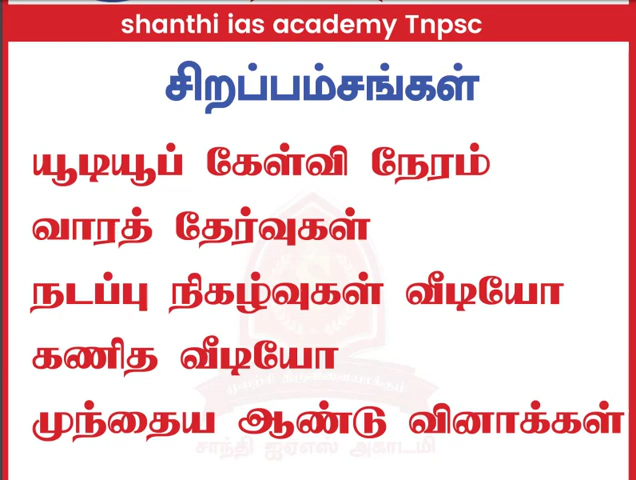 shanthi ias academy Tnpsc
சிறப்பம்சங்கள்
யூடியூப் கேள்வி நேரம்
வாரத் தேர்வுகள்
நடப்பு நிகழ்வுகள் வீடியோ
கணித வீடியோ
முந்தைய ஆண்டு வினாக்கள்
சாந்தி ஐஏஎஸ் அகாடமி